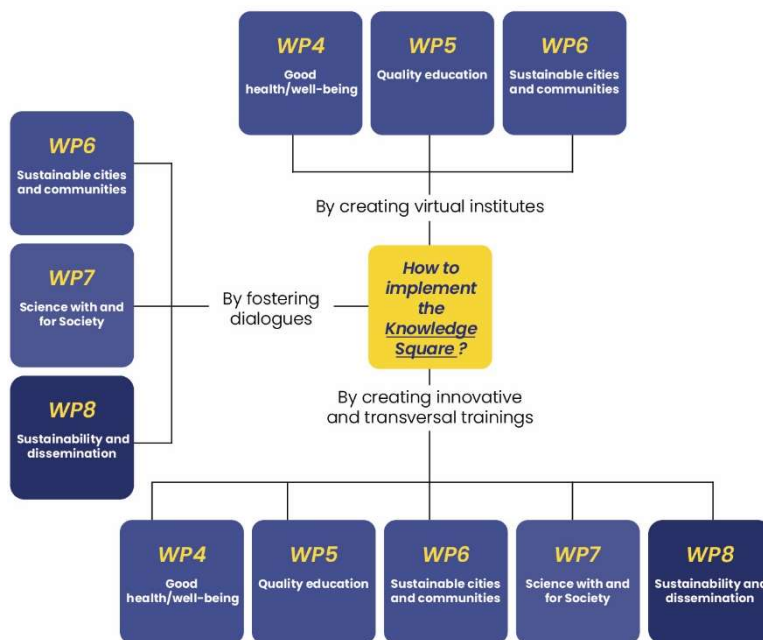 WP4
Good
health/well-being
WP5
Quality education
WP6
Sustainable cities
and communities
By creating virtual institutes
WP6
Sustainable cities
and communities
WP7
Science with and
for Society
WP8
Sustainability and
dissemination
By fostering
dialogues
How to
implement
the
Knowledge
Square ?
By creating innovative
and transversal trainings
WP4
Good
health/well-being
WP5
Quality education
WP6
Sustainable cities
and communities
WP7
Science with and
for Society
WP8
Sustainability and
dissemination